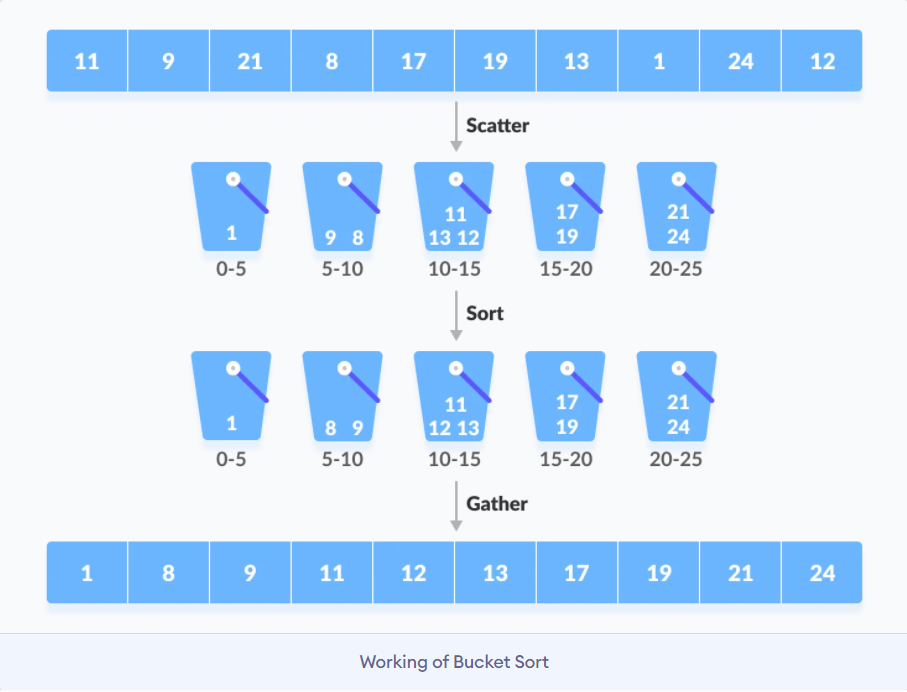 11 9 21 8 17 19 13 1 24 12
Scatter
1
9 8
11
13 12
17
19
21
24
0-5 5-10 10-15 15-20 20-25
Sort
1
8 9
11
12 13
17
19
21
24
0-5 5-10 10-15 15-20 20-25
Gather
1 8 9 11 12 13 17 19 21 24
Working of Bucket Sort